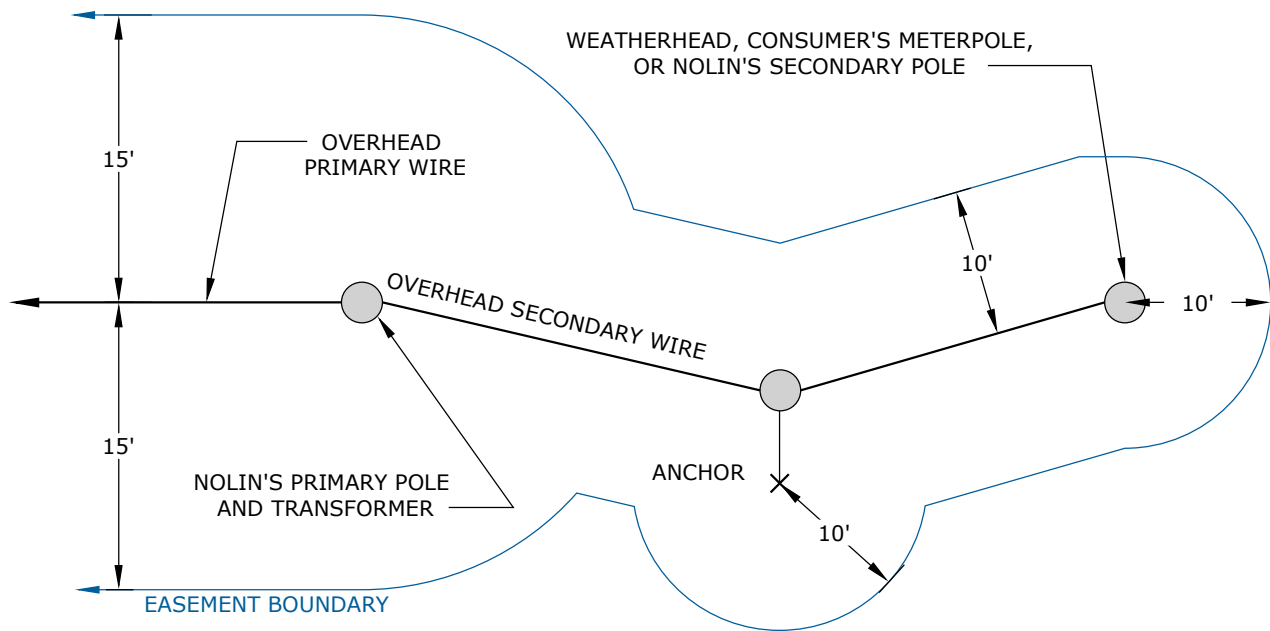 WEATHERHEAD, CONSUMER'S METERPOLE,
OR NOLIN'S SECONDARY POLE
15'
OVERHEAD
PRIMARY WIRE
10'
OVERHEAD SECONDARY WIRE
10'
15'
NOLIN'S PRIMARY POLE
AND TRANSFORMER
ANCHOR
10'
EASEMENT BOUNDARY